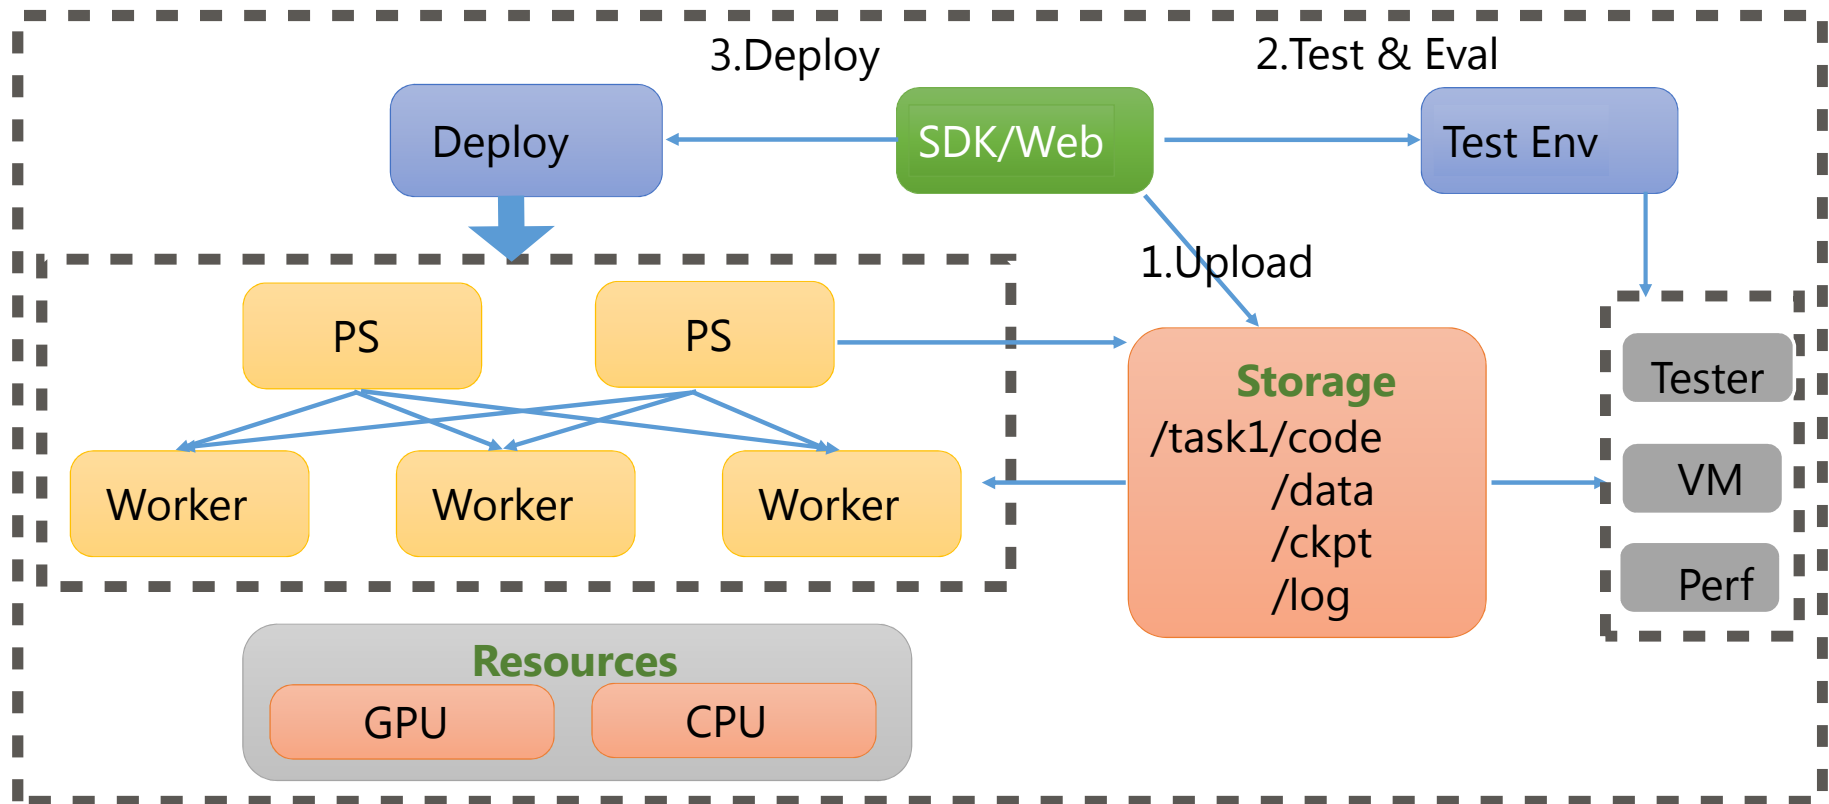 3.Deploy
2.Test & Eval
Deploy
SDK/Web
Test Env
1.Upload
PS
PS
Storage
Tester
/task1/code
Worker
Worker
Worker
/data
VM
/ckpt
Perf
/log
Resources
GPU
CPU